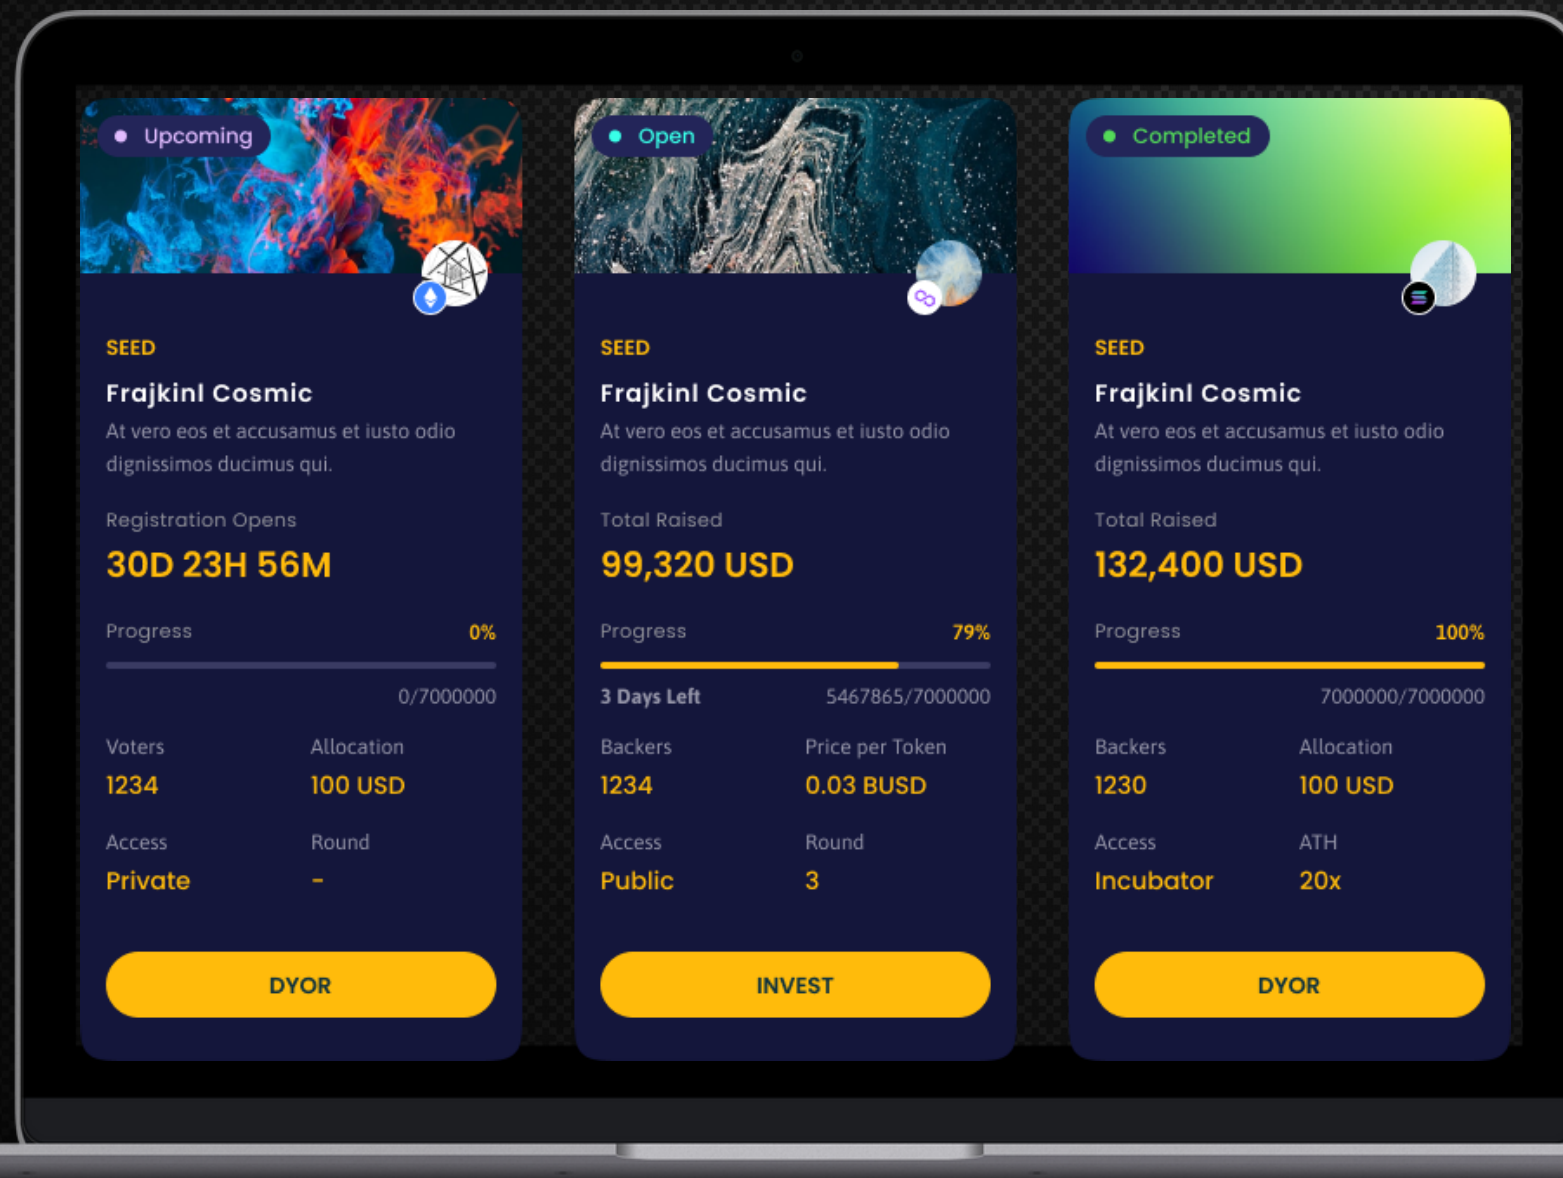 Upcoming
SEED
Frajkinl Cosmic
At vero eos et accusamus et iusto odio
dignissimos ducimus qui.
Registration Opens
30D 23H 56M
Progress 0%
0/7000000
Voters Allocation
1234 100 USD
Access Round
Private -
DYOR
Open
SEED
Frajkinl Cosmic
At vero eos et accusamus et iusto odio
dignissimos ducimus qui.
Total Raised
99,320 USD
Progress 79%
3 Days Left 5467865/7000000
Backers Price per Token
1234 0.03 BUSD
Access Round
Public 3
INVEST
Completed
SEED
Frajkinl Cosmic
At vero eos et accusamus et iusto odio
dignissimos ducimus qui.
Total Raised
132,400 USD
Progress 100%
7000000/7000000
Backers Allocation
1230 100 USD
Access ATH
Incubator 20x
DYOR